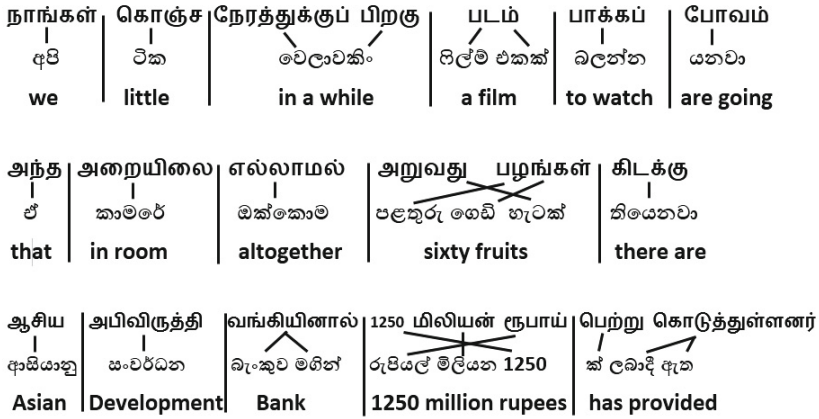 நாங்கள் கொஞ்ச நேரத்துக்குப் பிறகு படம் பாக்கப் போவம்
අපි ටික වෙලාවකිං ෆිල්ම් එකක් බලන්න යනවා
we little in a while a film to watch are going
அந்த அறையிலை எல்லாமல் அறுவது பழங்கள் கிடக்கு
ඒ කාමරේ ඔක්කොම පළතුරු ගෙඩි හැටක් තියෙනවා
that in room altogether sixty fruits there are
ஆசிய அபிவிருத்தி வங்கியினால் 1250 மில்லியன் ரூபாய் பெற்று கொடுத்துள்ளனர்
ආසියානු සංවර්ධන බැංකුව මගින් රුපියල් මිලියන 1250 ක් ලබාදී ඇත
Asian Development Bank 1250 million rupees has provided